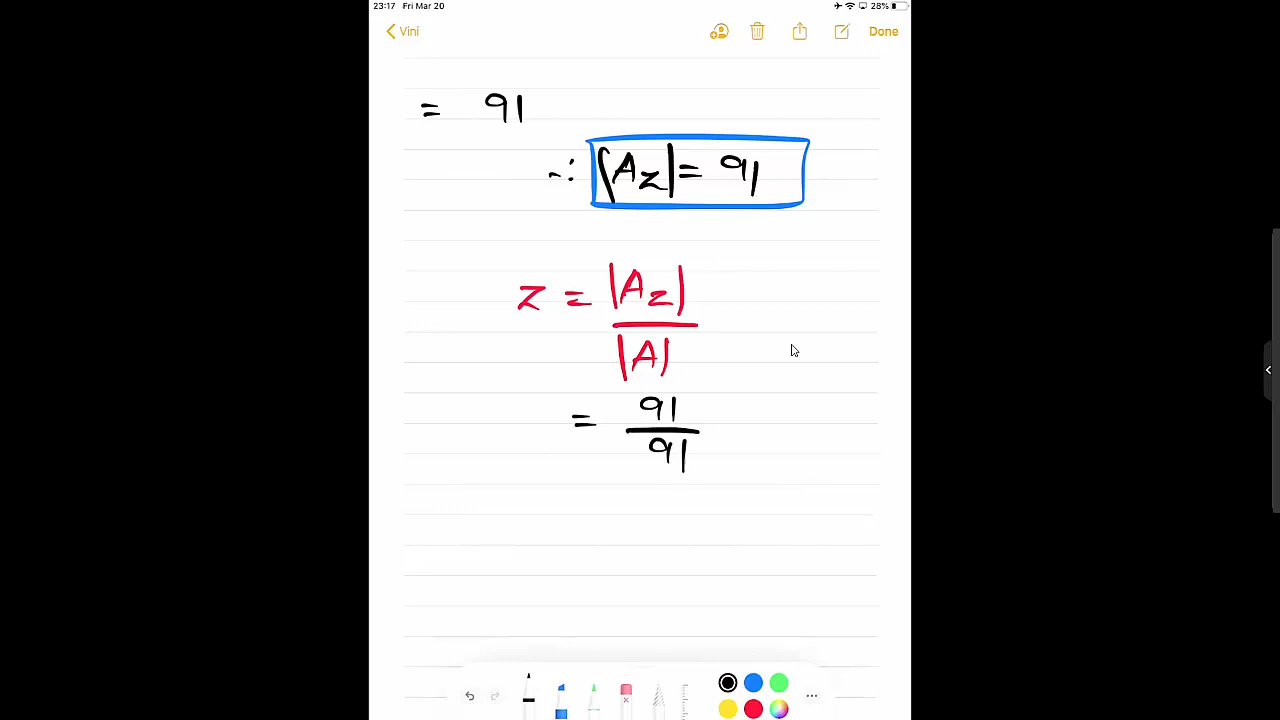 23:17 Fri Mar 20 28%
Vini Done
= 91
∴ |Az| = 91
z = |Az|
|A|
= 91
91